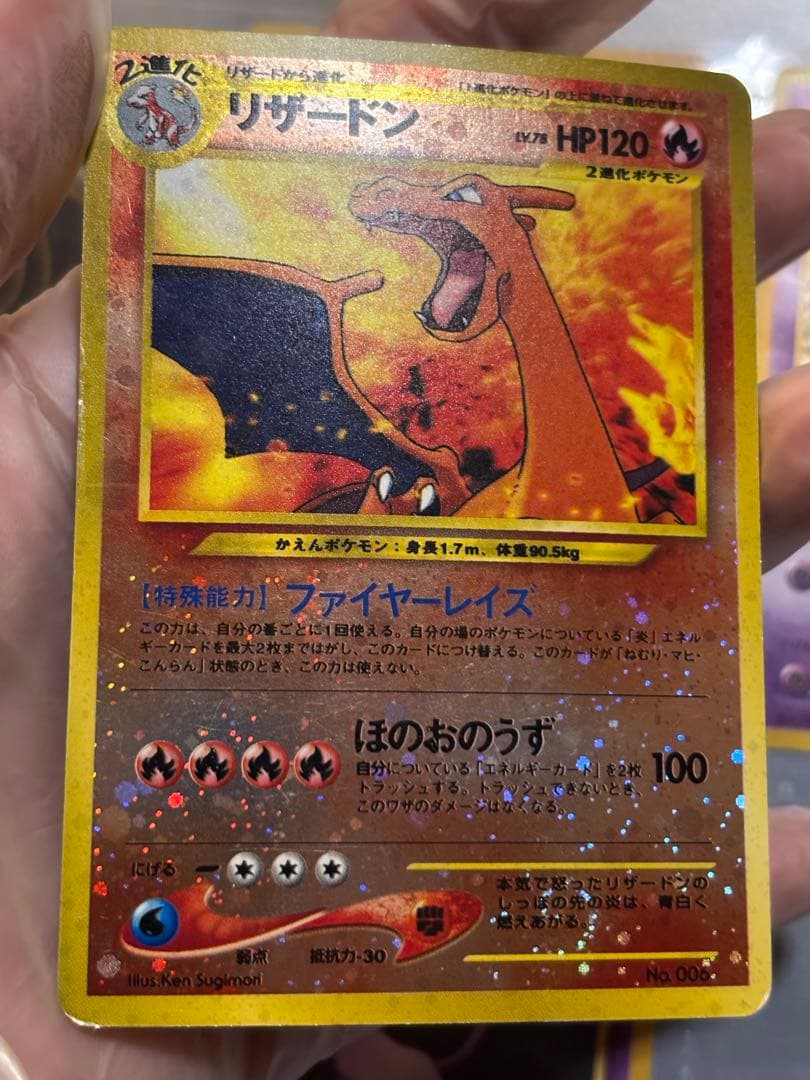 2進化
リザードから進化
「1進化ポケモン」の上に重ねて進化させます。
リザードン
LV.78 HP120
2進化ポケモン
かえんポケモン:身長1.7m、体重90.5kg
【特殊能力】ファイヤーレイズ
この力は、自分の番ごとに1回使える。自分の場のポケモンについている「炎」エネル
ギーカードを最大2枚まではがし、このカードにつけ替える。このカードが「ねむり・マヒ・
こんらん」状態のとき、この力は使えない。
ほのおのうず
自分についている「エネルギーカード」を2枚
トラッシュする。トラッシュできないとき、
このワザのダメージはなくなる。
100
にげる
本気で怒ったリザードンの
しっぽの先の炎は、青白く
燃えあがる。
弱点 抵抗力-30
Illus.Ken Sugimori
No. 006